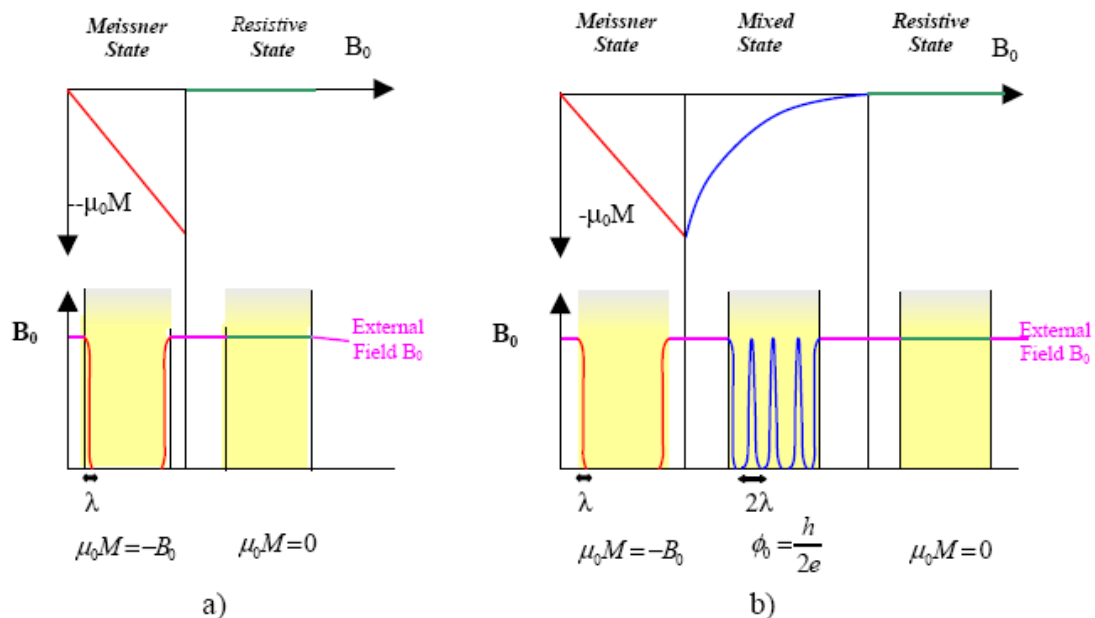 Meissner State
Resistive State
B₀
--μ₀M
B₀
External Field B₀
λ
μ₀M=−B₀
μ₀M=0
a)
Meissner State
Mixed State
Resistive State
B₀
-μ₀M
B₀
External Field B₀
λ
2λ
μ₀M=−B₀
ϕ₀=h/2e
μ₀M=0
b)